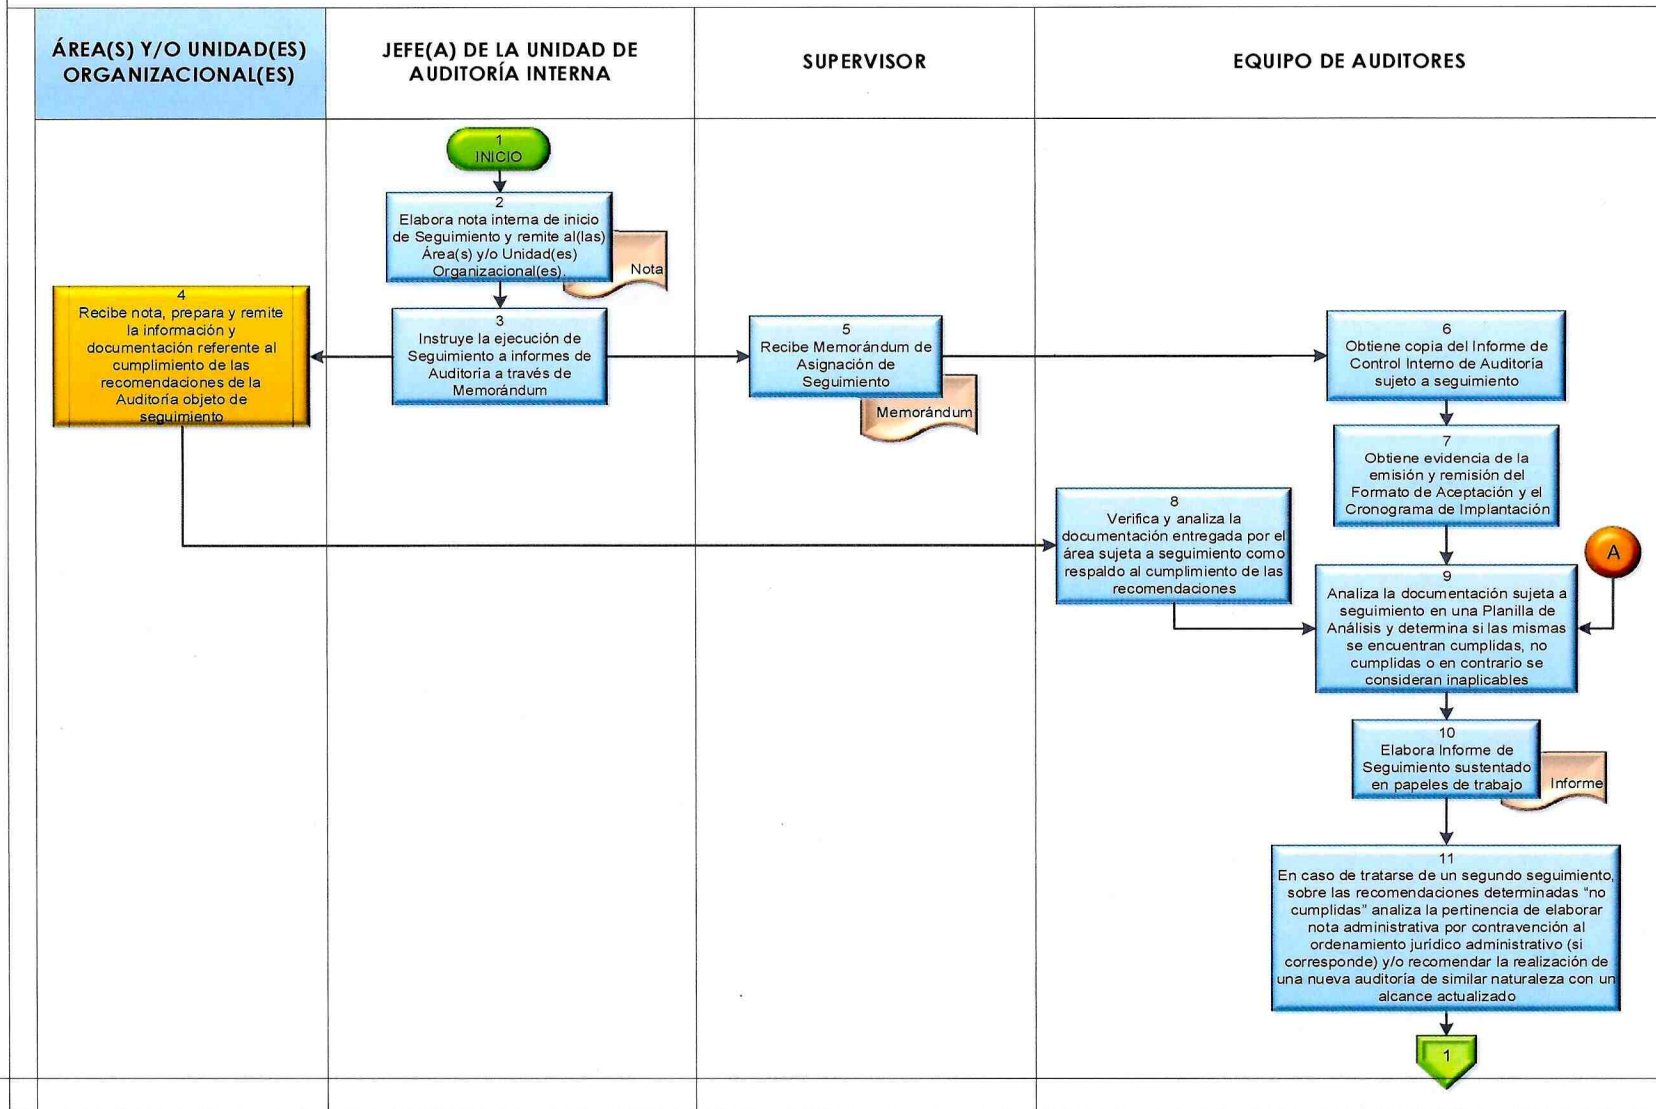 ÁREA(S) Y/O UNIDAD(ES)
ORGANIZACIONAL(ES)
JEFE(A) DE LA UNIDAD DE
AUDITORÍA INTERNA
SUPERVISOR
EQUIPO DE AUDITORES
1
INICIO
2
Elabora nota interna de inicio
de Seguimiento y remite al(las)
Área(s) y/o Unidad(es)
Organizacional(es).
Nota
3
Instruye la ejecución de
Seguimiento a informes de
Auditoría a través de
Memorándum
4
Recibe nota, prepara y remite
la información y
documentación referente al
cumplimiento de las
recomendaciones de la
Auditoría objeto de
seguimiento
5
Recibe Memorándum de
Asignación de
Seguimiento
Memorándum
6
Obtiene copia del Informe de
Control Interno de Auditoría
sujeto a seguimiento
7
Obtiene evidencia de la
emisión y remisión del
Formato de Aceptación y el
Cronograma de Implantación
8
Verifica y analiza la
documentación entregada por el
área sujeta a seguimiento como
respaldo al cumplimiento de las
recomendaciones
A
9
Analiza la documentación sujeta a
seguimiento en una Planilla de
Análisis y determina si las mismas
se encuentran cumplidas, no
cumplidas o en contrario se
consideran inaplicables
10
Elabora Informe de
Seguimiento sustentado
en papeles de trabajo
Informe
11
En caso de tratarse de un segundo seguimiento,
sobre las recomendaciones determinadas “no
cumplidas” analiza la pertinencia de elaborar
nota administrativa por contravención al
ordenamiento jurídico administrativo (si
corresponde) y/o recomendar la realización de
una nueva auditoría de similar naturaleza con un
alcance actualizado
1